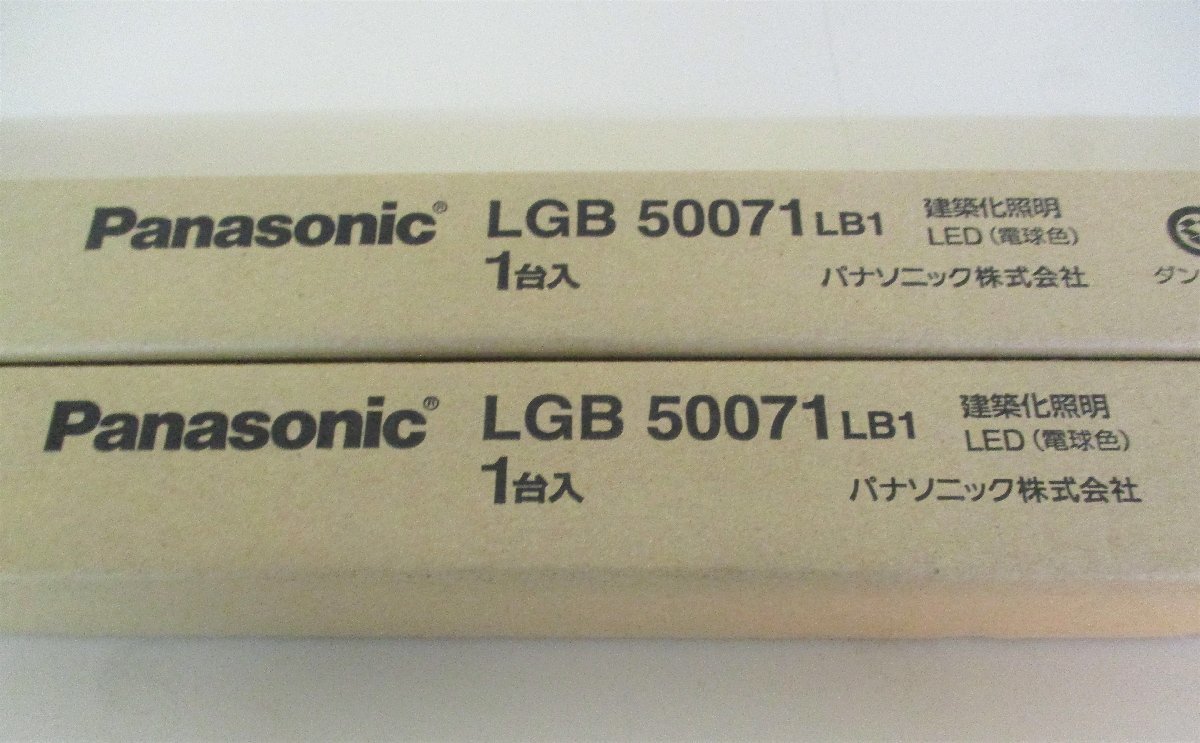 Panasonic® LGB 50071 LB1 建築化照明
LED(電球色)
1台入 パナソニック株式会社 ダン
Panasonic® LGB 50071 LB1 建築化照明
LED(電球色)
1台入 パナソニック株式会社